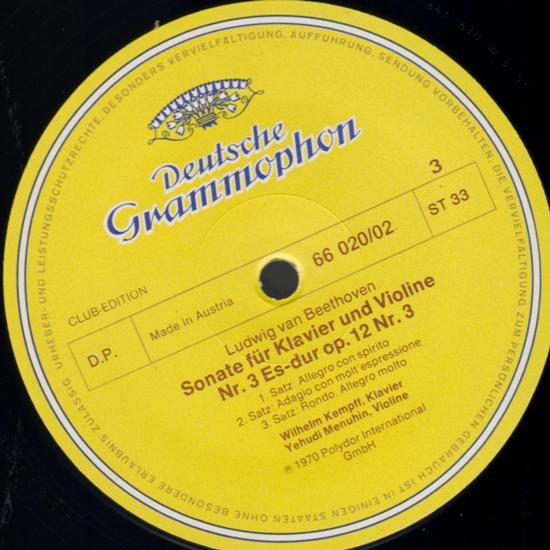 Deutsche
Grammophon
3
CLUB-EDITION
D.P.
Made in Austria
66 020/02
ST 33
Ludwig van Beethoven
Sonate für Klavier und Violine
Nr. 3 Es-dur op. 12 Nr. 3
1. Satz: Allegro con spirito
2. Satz: Adagio con molt'espressione
3. Satz: Rondo. Allegro molto
Wilhelm Kempff, Klavier
Yehudi Menuhin, Violine
℗ 1970 Polydor International
GmbH
URHEBER- UND LEISTUNGSSCHUTZRECHTE, BESONDERS VERVIELFÄLTIGUNG, AUFFÜHRUNG, SENDUNG VORBEHALTEN; DIE VERVIELFÄLTIGUNG ZUM PERSÖNLICHEN GEBRAUCH IST IN EINIGEN STAATEN OHNE BESONDERE ERLAUBNIS ZULÄSSIG.